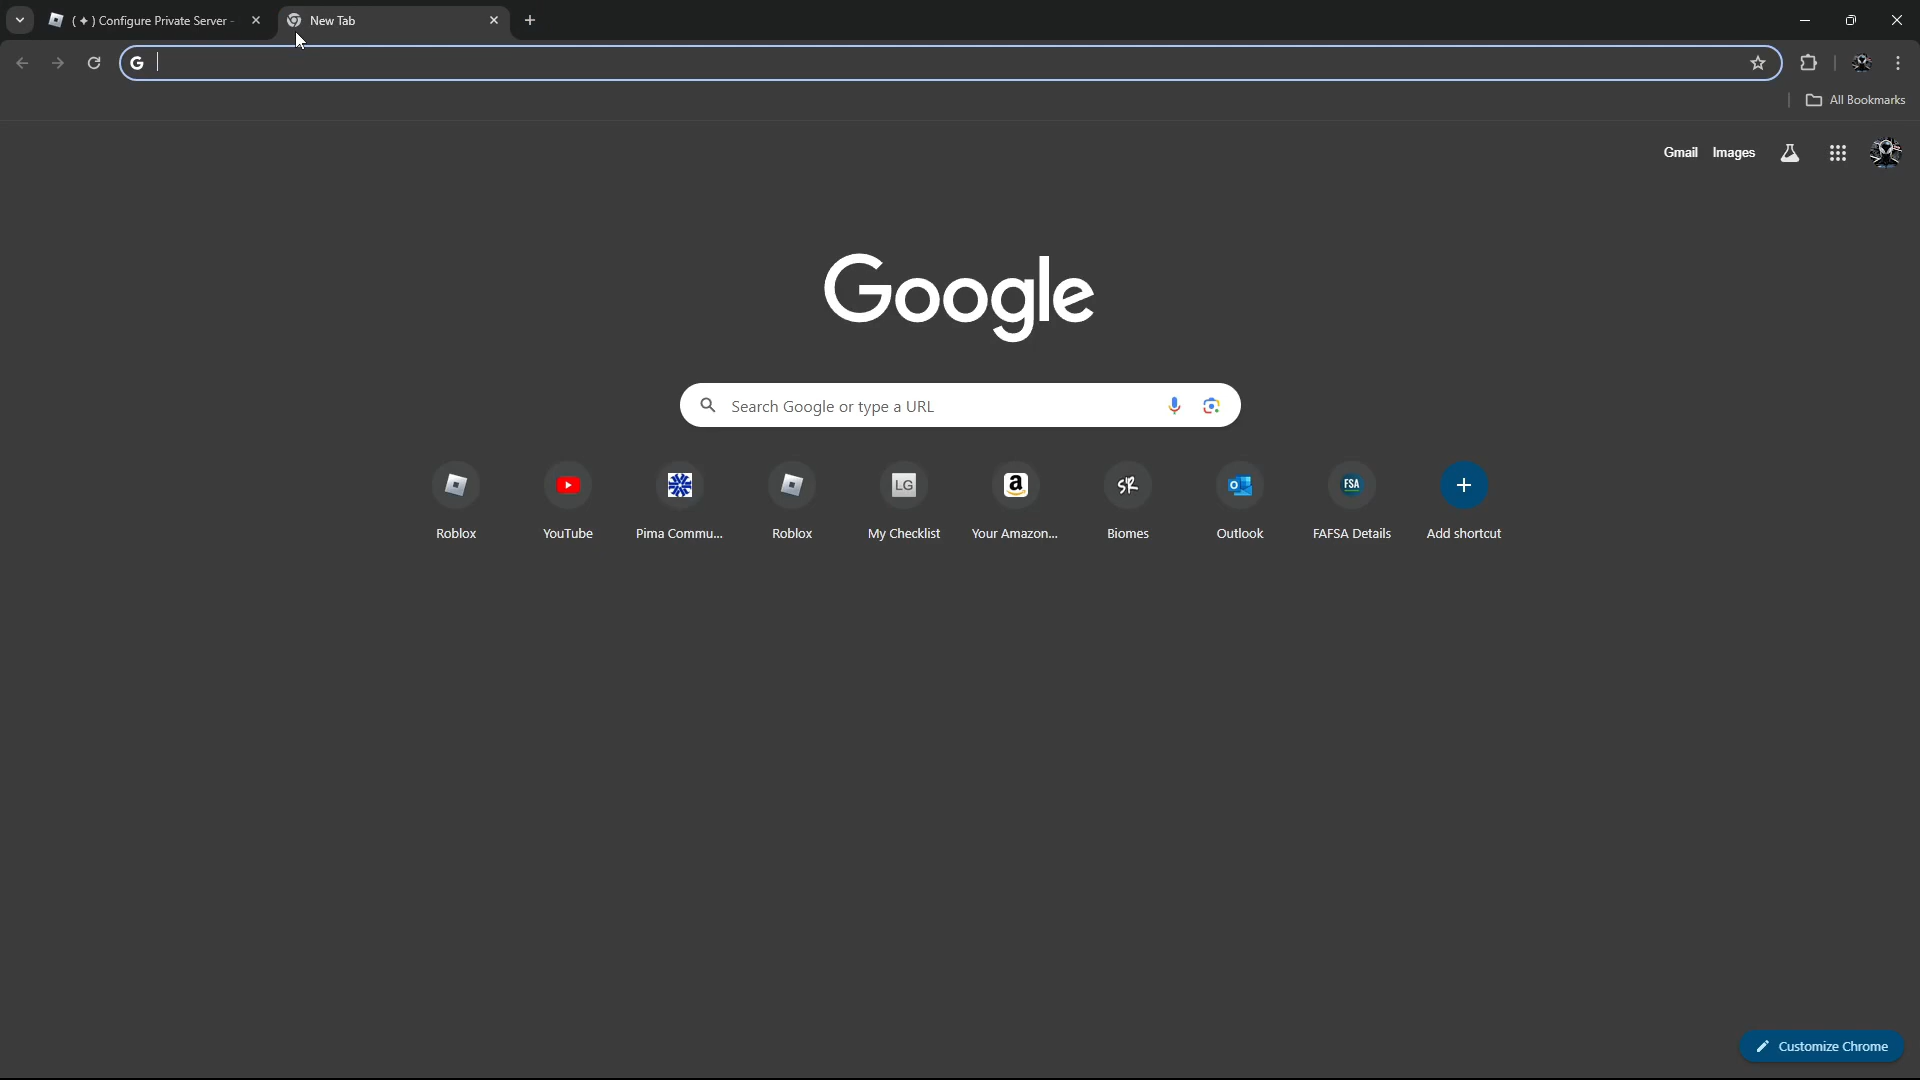 ( ✦ ) Configure Private Server -
New Tab
All Bookmarks
Gmail Images
Google
Search Google or type a URL
LG
a
SR
FSA
Roblox YouTube Pima Commu... Roblox My Checklist Your Amazon... Biomes Outlook FAFSA Details Add shortcut
Customize Chrome